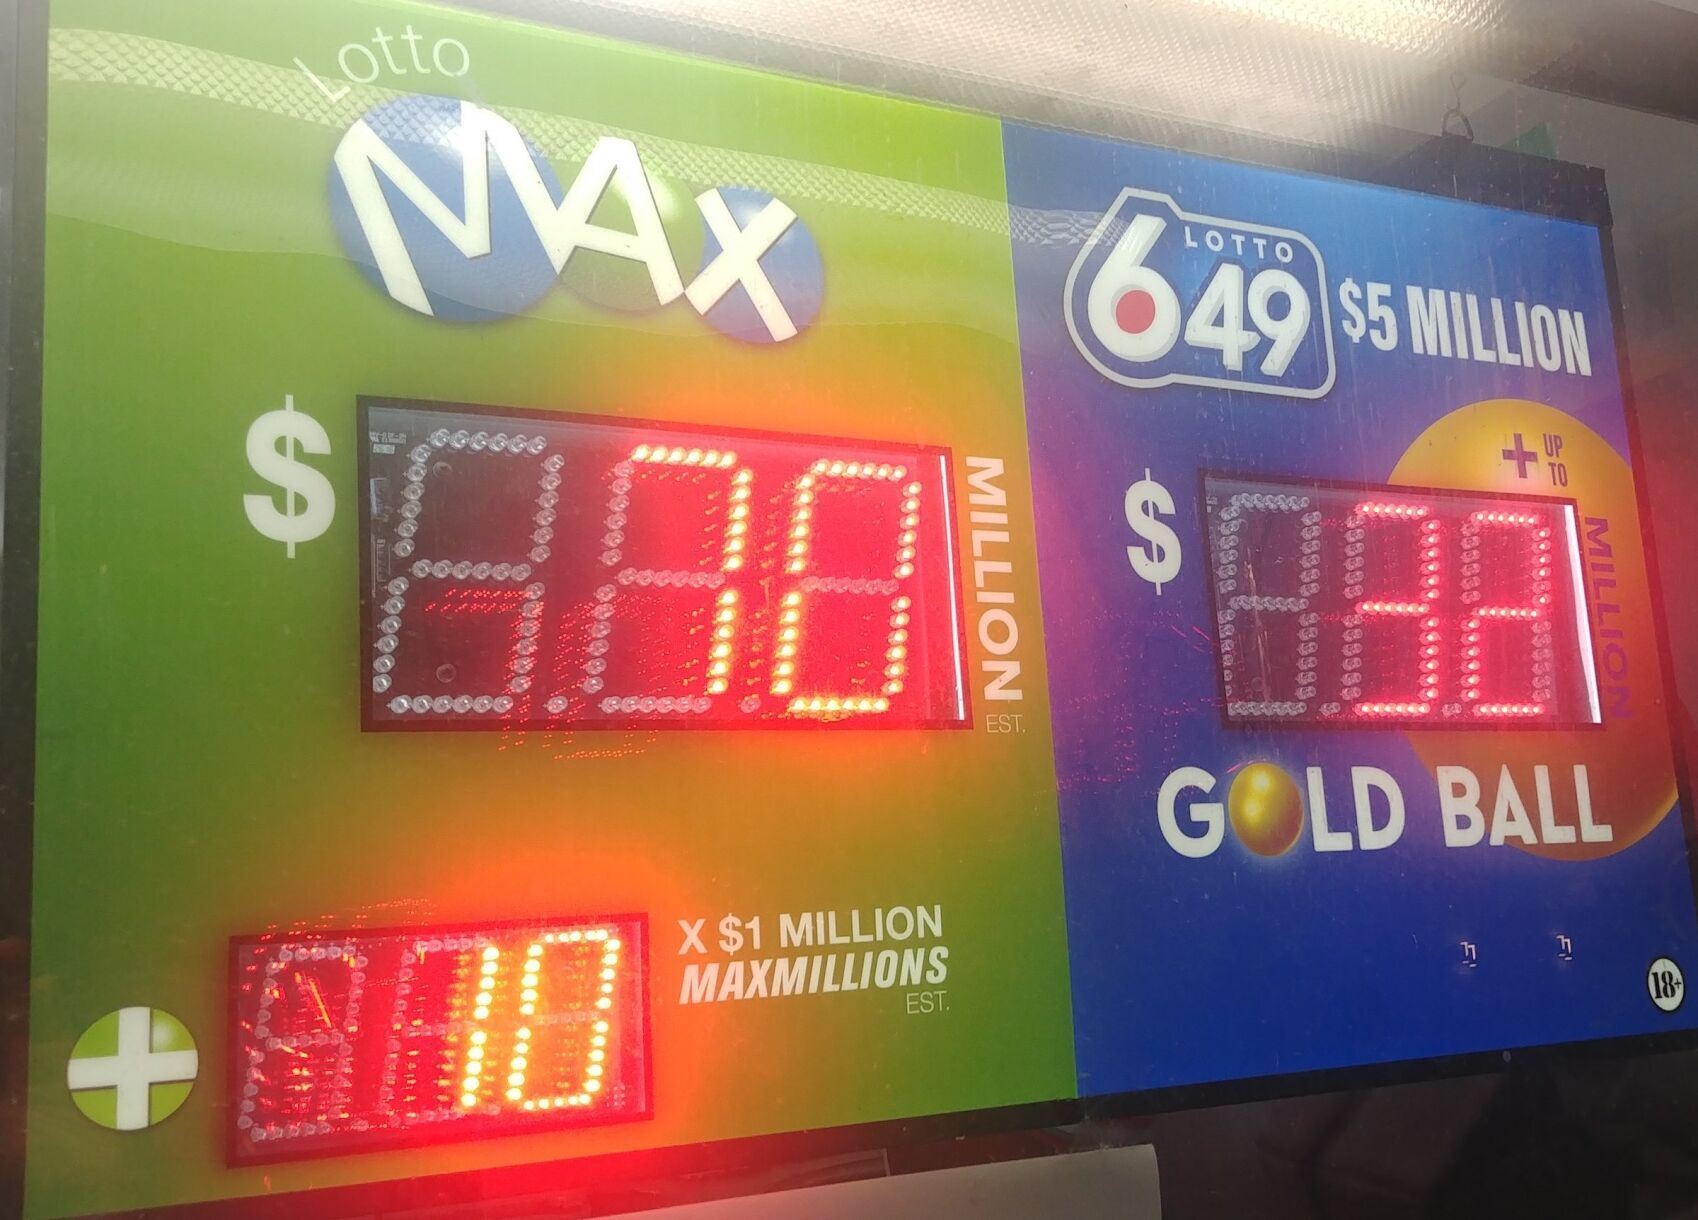 Lotto
MAX
$ 70 MILLION
EST.
+ 10 X $1 MILLION
MAXMILLIONS
EST.
LOTTO
649 $5 MILLION
+ UP
TO
$ 32 MILLION
GOLD BALL
18+